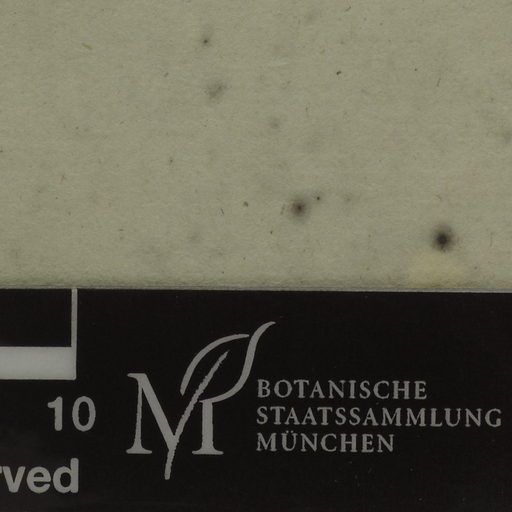 10
rved
BOTANISCHE
STAATSSAMMLUNG
MÜNCHEN